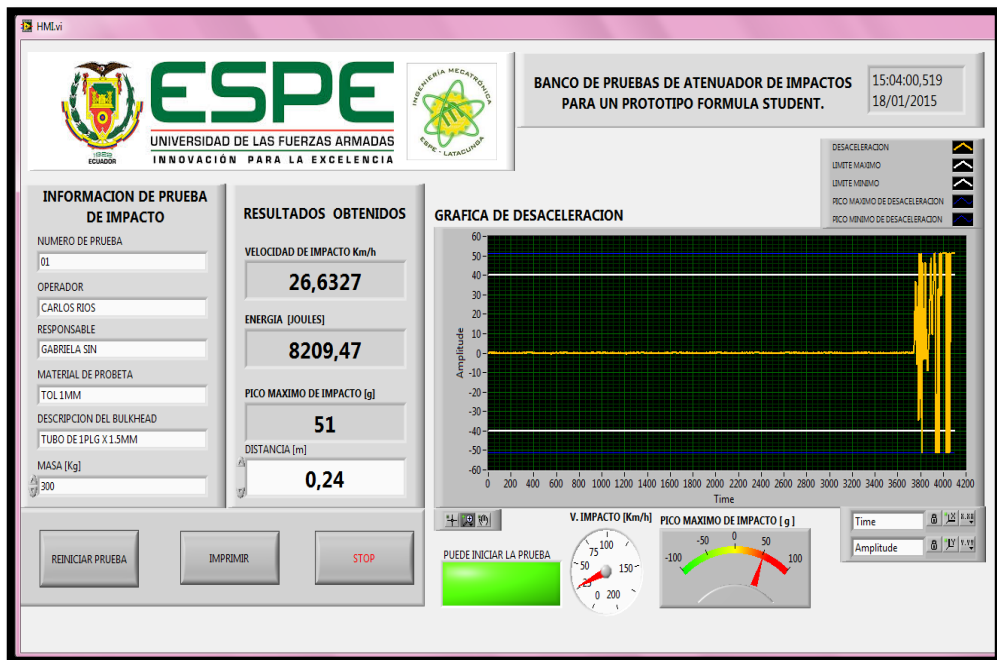 HMI.vi
1922
ECUADOR
ESPE
UNIVERSIDAD DE LAS FUERZAS ARMADAS
INNOVACIÓN PARA LA EXCELENCIA
INGENIERÍA MECATRÓNICA
ESPE - LATACUNGA
BANCO DE PRUEBAS DE ATENUADOR DE IMPACTOS
PARA UN PROTOTIPO FORMULA STUDENT.
15:04:00,519
18/01/2015
DESACELERACION
LIMITE MAXIMO
LIMITE MINIMO
PICO MAXIMO DE DESACELERACION
PICO MINIMO DE DESACELERACION
INFORMACION DE PRUEBA
DE IMPACTO
NUMERO DE PRUEBA
01
OPERADOR
CARLOS RIOS
RESPONSABLE
GABRIELA SIN
MATERIAL DE PROBETA
TOL 1MM
DESCRIPCION DEL BULKHEAD
TUBO DE 1PLG X 1.5MM
MASA [Kg]
300
RESULTADOS OBTENIDOS
VELOCIDAD DE IMPACTO Km/h
26,6327
ENERGIA [JOULES]
8209,47
PICO MAXIMO DE IMPACTO [g]
51
DISTANCIA [m]
0,24
GRAFICA DE DESACELERACION
Amplitude
60
50
40
30
20
10
0
-10
-20
-30
-40
-50
-60
0 200 400 600 800 1000 1200 1400 1600 1800 2000 2200 2400 2600 2800 3000 3200 3400 3600 3800 4000 4200
Time
REINICIAR PRUEBA
IMPRIMIR
STOP
PUEDE INICIAR LA PRUEBA
V. IMPACTO [Km/h]
0 25 50 75 100 150 200
PICO MAXIMO DE IMPACTO [ g ]
-100 -50 0 50 100
Time
Amplitude